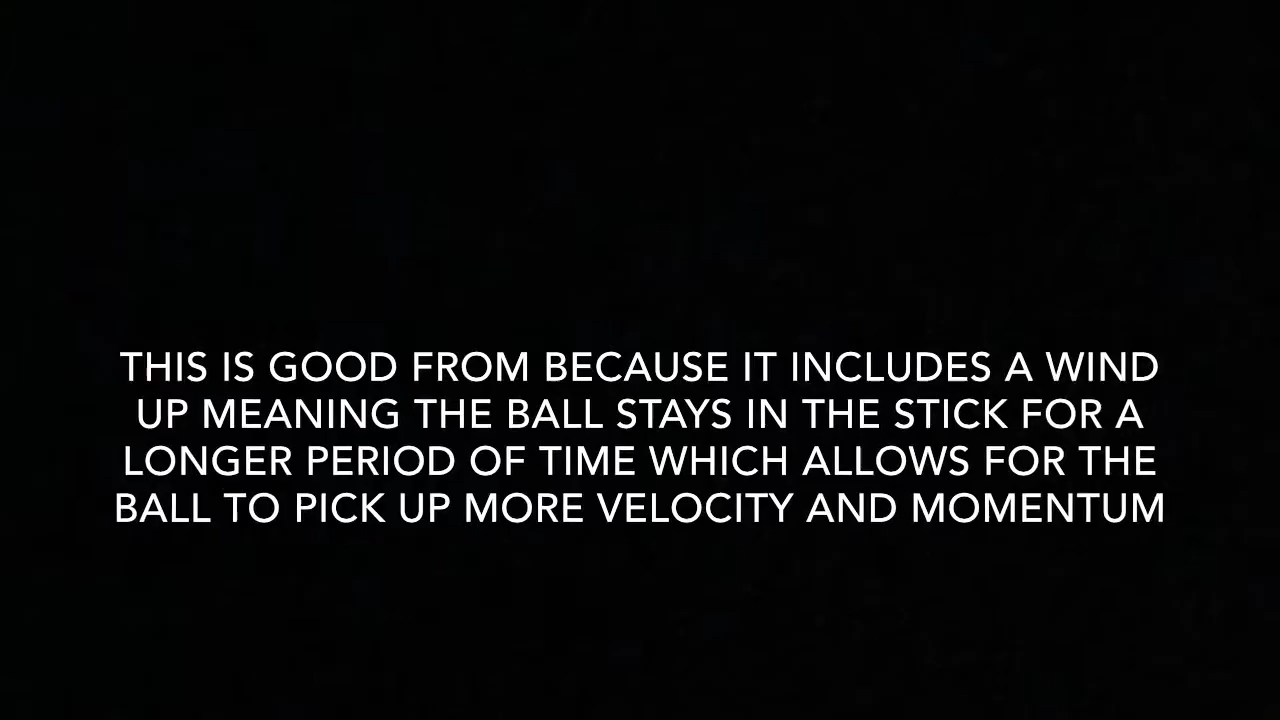 THIS IS GOOD FROM BECAUSE IT INCLUDES A WIND
UP MEANING THE BALL STAYS IN THE STICK FOR A
LONGER PERIOD OF TIME WHICH ALLOWS FOR THE
BALL TO PICK UP MORE VELOCITY AND MOMENTUM